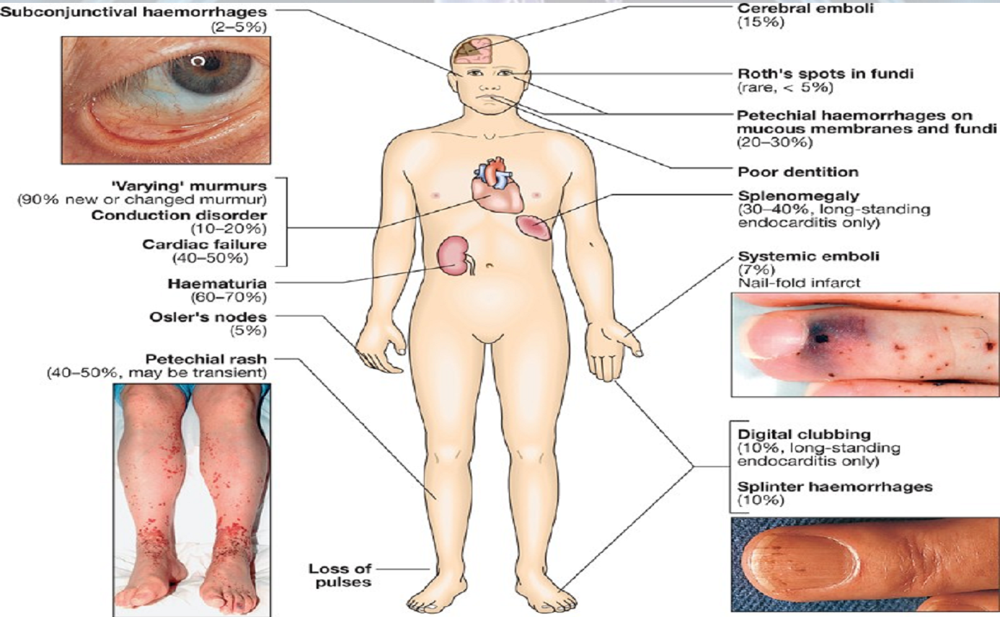 Subconjunctival haemorrhages
(2–5%)
'Varying' murmurs
(90% new or changed murmur)
Conduction disorder
(10–20%)
Cardiac failure
(40–50%)
Haematuria
(60–70%)
Osler's nodes
(5%)
Petechial rash
(40–50%, may be transient)
Loss of
pulses
Cerebral emboli
(15%)
Roth's spots in fundi
(rare, < 5%)
Petechial haemorrhages on
mucous membranes and fundi
(20–30%)
Poor dentition
Splenomegaly
(30–40%, long-standing
endocarditis only)
Systemic emboli
(7%)
Nail-fold infarct
Digital clubbing
(10%, long-standing
endocarditis only)
Splinter haemorrhages
(10%)